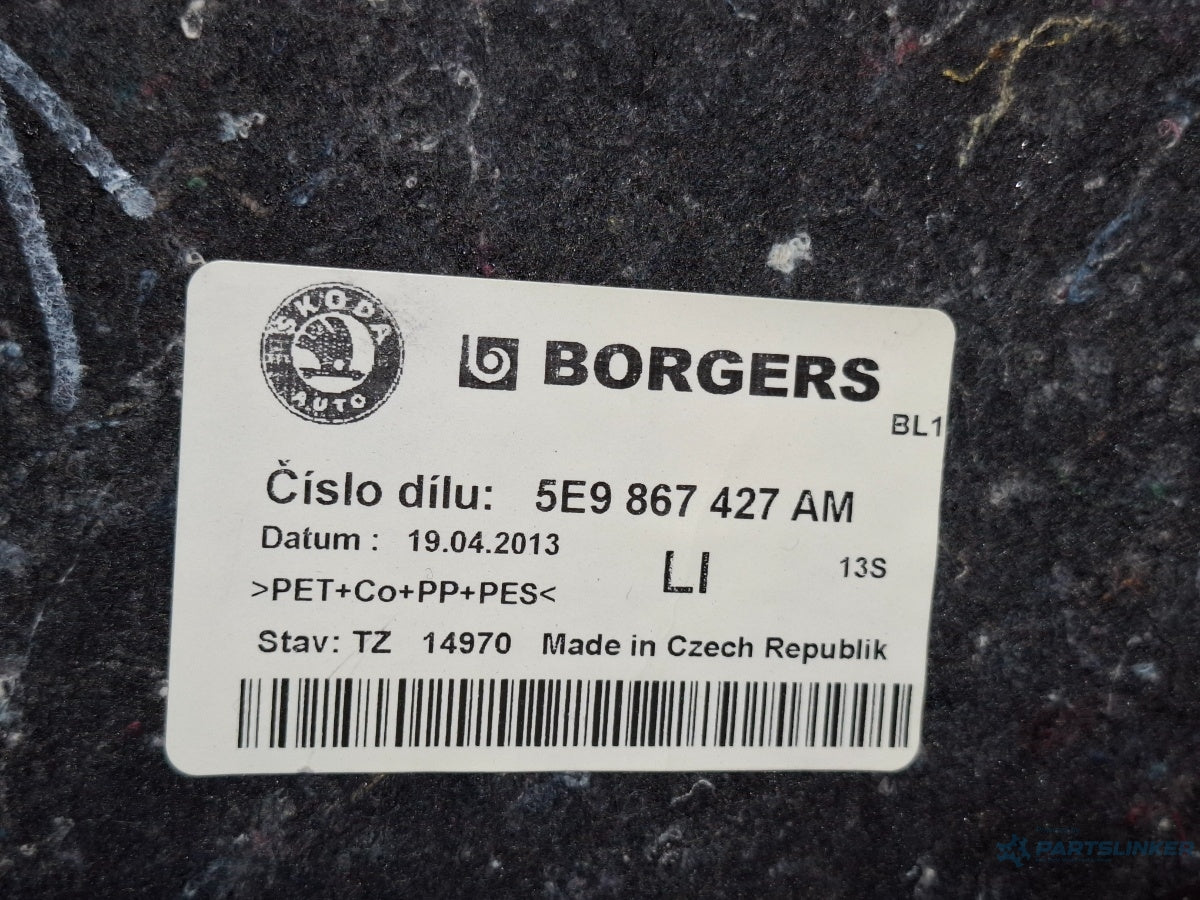 ŠKODA
AUTO
BORGERS
BL1
Číslo dílu: 5E9 867 427 AM
Datum : 19.04.2013
LI
13S
>PET+Co+PP+PES<
Stav: TZ 14970 Made in Czech Republik
PARTSLINKER